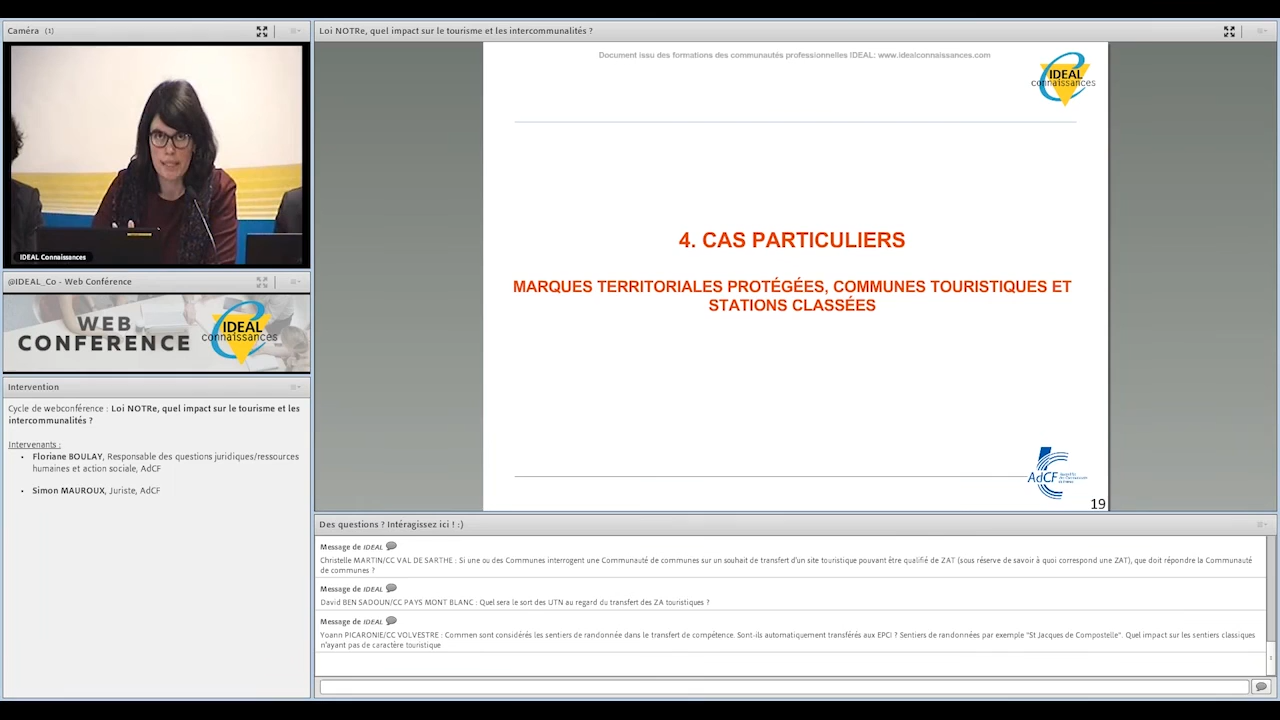 Caméra (1)
IDEAL Connaissances
@IDEAL_Co - Web Conférence
WEB
CONFERENCE
IDEAL
connaissances
Intervention
Cycle de webconférence : Loi NOTRe, quel impact sur le tourisme et les
intercommunalités ?
Intervenants :
• Floriane BOULAY, Responsable des questions juridiques/ressources
humaines et action sociale, AdCF
• Simon MAUROUX, Juriste, AdCF
Loi NOTRe, quel impact sur le tourisme et les intercommunalités ?
Document issu des formations des communautés professionnelles IDEAL: www.idealconnaissances.com
IDEAL
connaissances
4. CAS PARTICULIERS
MARQUES TERRITORIALES PROTÉGÉES, COMMUNES TOURISTIQUES ET
STATIONS CLASSÉES
AdCF
19
Des questions ? Intéragissez ici ! :)
Message de IDEAL
Christelle MARTIN/CC VAL DE SARTHE : Si une ou des Communes interrogent une Communauté de communes sur un souhait de transfert d'un site touristique pouvant être qualifié de ZAT (sous réserve de savoir à quoi correspond une ZAT), que doit répondre la Communauté
de communes ?
Message de IDEAL
David BEN SADOUN/CC PAYS MONT BLANC : Quel sera le sort des UTN au regard du transfert des ZA touristiques ?
Message de IDEAL
Yoann PICARONIE/CC VOLVESTRE : Commen sont considérés les sentiers de randonnée dans le transfert de compétence. Sont-ils automatiquement transférés aux EPCI ? Sentiers de randonnées par exemple "St Jacques de Compostelle". Quel impact sur les sentiers classiques
n'ayant pas de caractère touristique